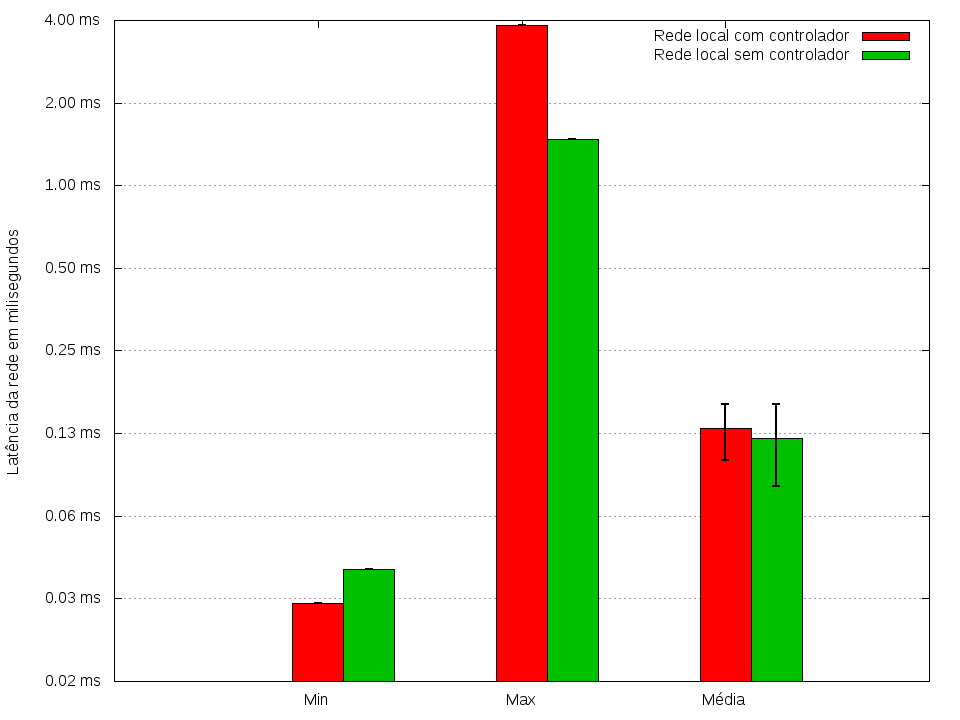 4.00 ms
Rede local com controlador
Rede local sem controlador
2.00 ms
1.00 ms
0.50 ms
0.25 ms
0.13 ms
0.06 ms
0.03 ms
0.02 ms
Latência da rede em milisegundos
Min
Max
Média